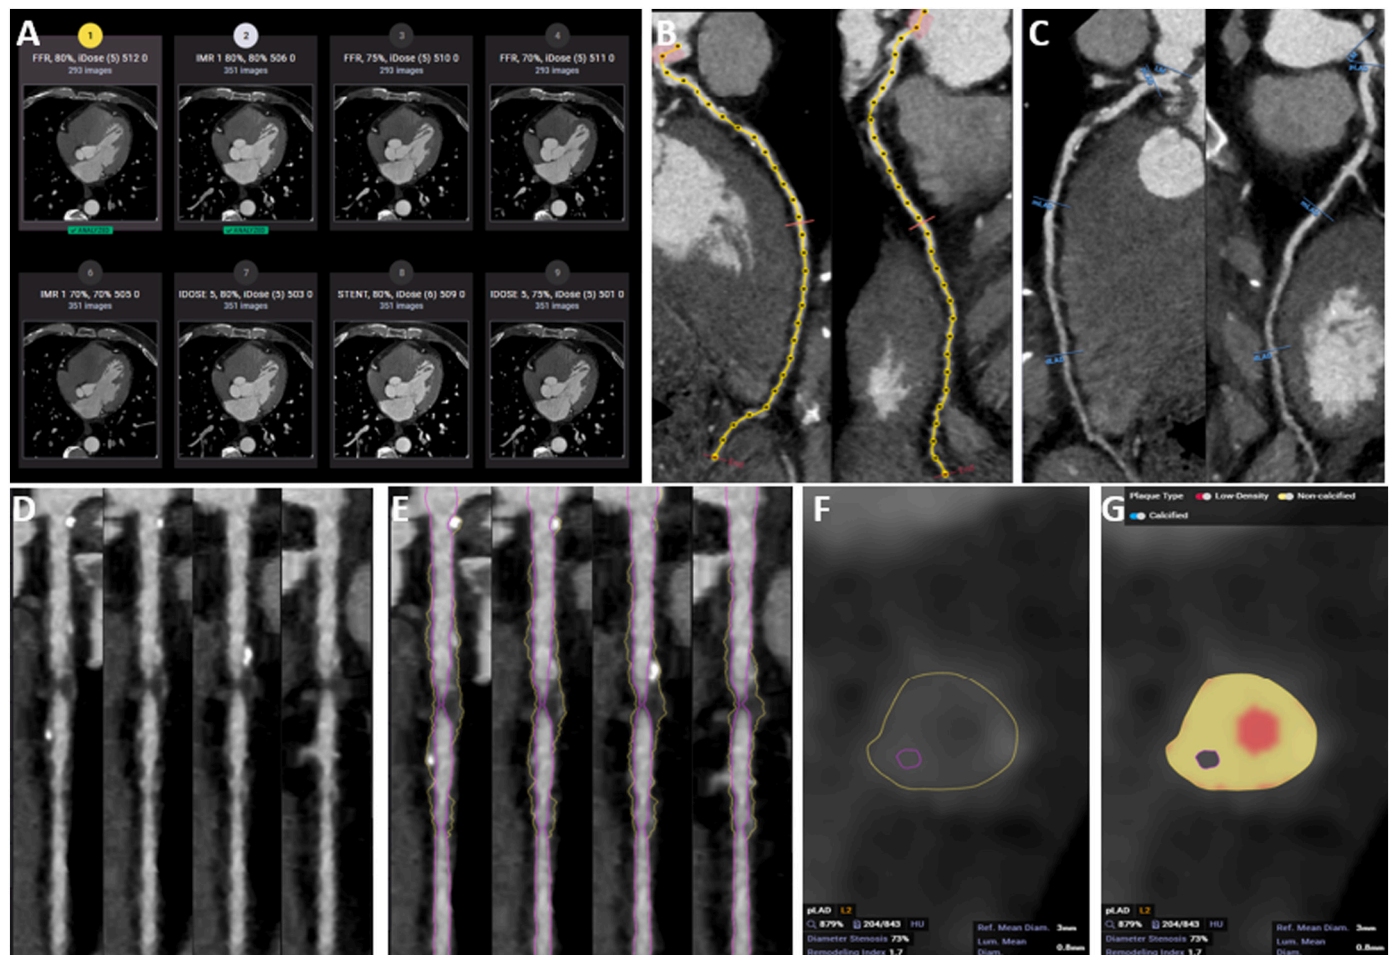 A
1
2
3
4
FFR, 80%, iDose (5) 512 0
IMR 1 80%, 80% 506 0
FFR, 75%, iDose (5) 510 0
FFR, 70%, iDose (5) 511 0
293 images
351 images
293 images
293 images
ANALYZED
ANALYZED
6
7
8
9
IMR 1 70%, 70% 505 0
IDOSE 5, 80%, iDose (5) 503 0
STENT, 80%, iDose (6) 509 0
IDOSE 5, 75%, iDose (5) 501 0
351 images
351 images
351 images
351 images
B
C
pLAD
mLAD
mLAD
dLAD
dLAD
D
E
F
pLAD L2
879% 204/843 HU
Diameter Stenosis 73%
Remodeling Index 1.7
Ref. Mean Diam. 3mm
Lum. Mean Diam. 0.8mm
G
Plaque Type Low-Density Non-calcified
Calcified
pLAD L2
879% 204/843 HU
Diameter Stenosis 73%
Remodeling Index 1.7
Ref. Mean Diam. 3mm
Lum. Mean Diam. 0.8mm